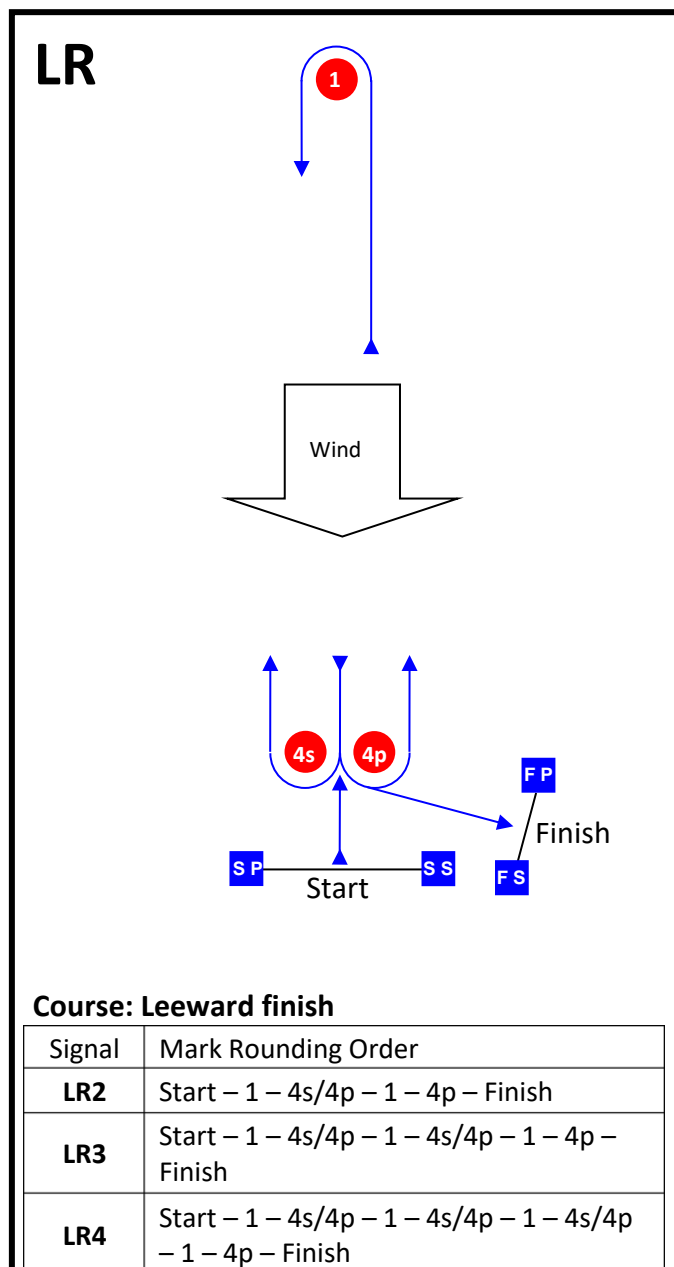 LR
1
Wind
4s 4p
F P
Finish
S P S S
F S
Start
Course: Leeward finish
Signal Mark Rounding Order
LR2 Start – 1 – 4s/4p – 1 – 4p – Finish
LR3 Start – 1 – 4s/4p – 1 – 4s/4p – 1 – 4p –
Finish
LR4 Start – 1 – 4s/4p – 1 – 4s/4p – 1 – 4s/4p
– 1 – 4p – Finish